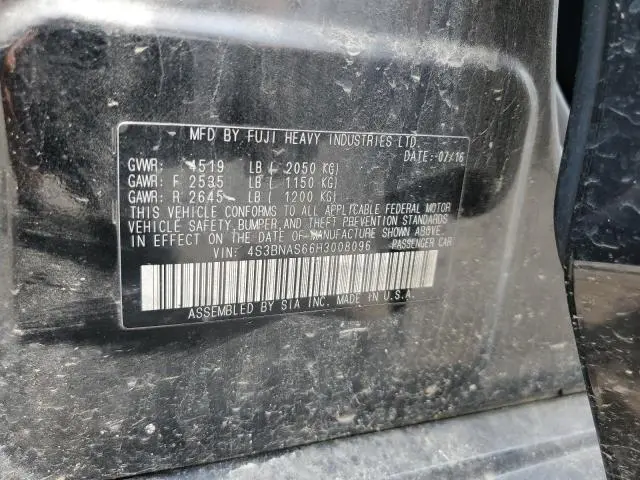 MFD BY FUJI HEAVY INDUSTRIES LTD.
DATE: 07/16
GVWR: 4519 LB ( 2050 KG)
GAWR: F 2535 LB ( 1150 KG)
GAWR: R 2645 LB ( 1200 KG)
THIS VEHICLE CONFORMS TO ALL APPLICABLE FEDERAL MOTOR
VEHICLE SAFETY, BUMPER, AND THEFT PREVENTION STANDARDS
IN EFFECT ON THE DATE OF MANUFACTURE SHOWN ABOVE.
VIN: 4S3BNAS66H3008096 PASSENGER CAR
ASSEMBLED BY SIA INC. MADE IN U.S.A.